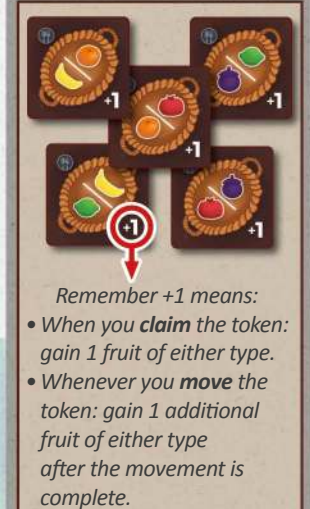 +1
+1
+1
+1
+1
Remember +1 means:
• When you claim the token:
gain 1 fruit of either type.
• Whenever you move the
token: gain 1 additional
fruit of either type
after the movement is
complete.